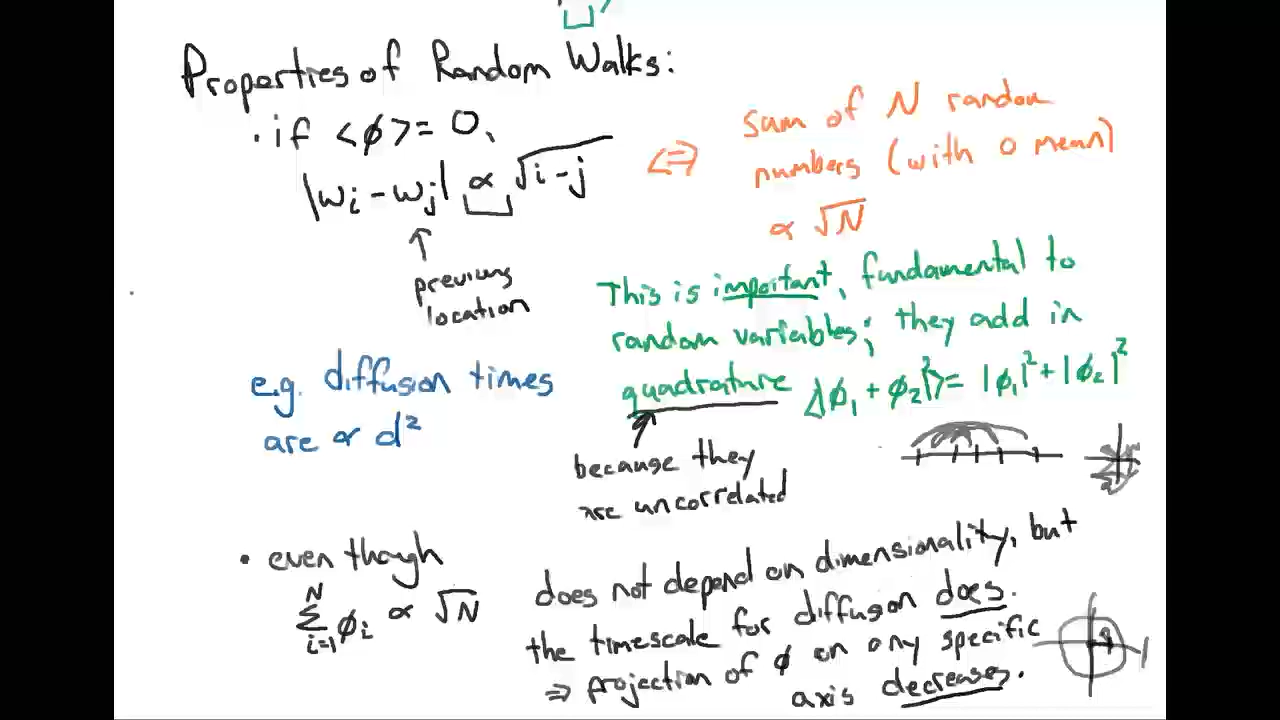 Properties of Random Walks:
· if <ϕ> = 0,
|wᵢ - wⱼ| ∝ √i-j
previous
location
⇔ sum of N random
numbers (with 0 mean)
∝ √N
This is important, fundamental to
random variables; they add in
quadrature <|ϕ₁ + ϕ₂|²> = |ϕ₁|² + |ϕ₂|²
because they
are uncorrelated
e.g. diffusion times
are ∝ d²
• even though
N
Σ ϕᵢ ∝ √N
i=1
does not depend on dimensionality, but
the timescale for diffusion does.
⇒ projection of ϕ on any specific
axis decreases.